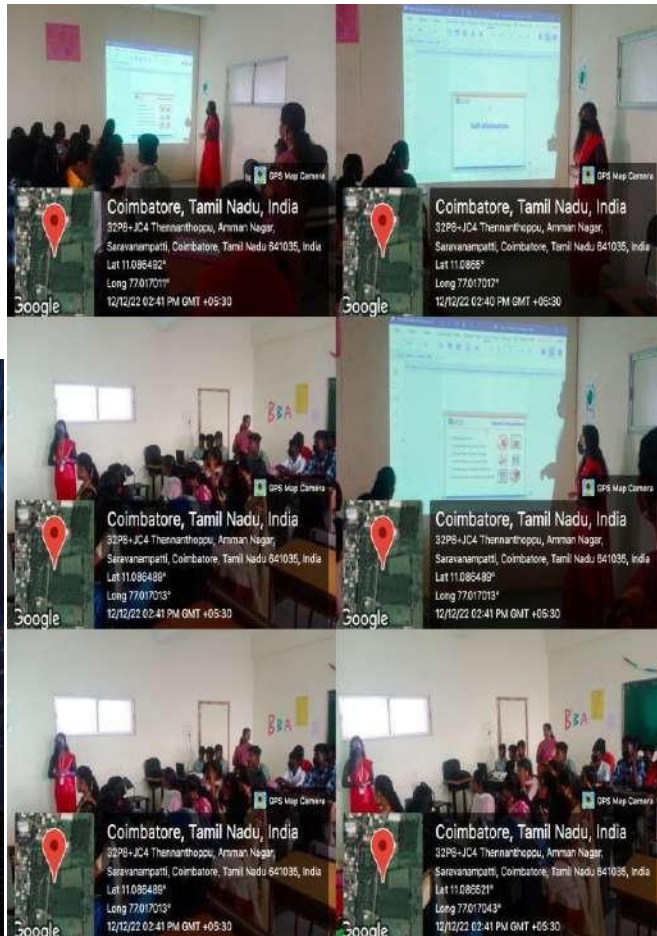 GPS Map Camera
Coimbatore, Tamil Nadu, India
32P8+JC4 Thennanthoppu, Amman Nagar,
Saravanampatti, Coimbatore, Tamil Nadu 641035, India
Lat 11.086492°
Long 77.017011°
12/12/22 02:41 PM GMT +05:30
Google
GPS Map Camera
Coimbatore, Tamil Nadu, India
32P8+JC4 Thennanthoppu, Amman Nagar,
Saravanampatti, Coimbatore, Tamil Nadu 641035, India
Lat 11.0865°
Long 77.017017°
12/12/22 02:40 PM GMT +05:30
Google
BBA
GPS Map Camera
Coimbatore, Tamil Nadu, India
32P8+JC4 Thennanthoppu, Amman Nagar,
Saravanampatti, Coimbatore, Tamil Nadu 641035, India
Lat 11.086489°
Long 77.017013°
12/12/22 02:41 PM GMT +05:30
Google
GPS Map Camera
Coimbatore, Tamil Nadu, India
32P8+JC4 Thennanthoppu, Amman Nagar,
Saravanampatti, Coimbatore, Tamil Nadu 641035, India
Lat 11.086489°
Long 77.017013°
12/12/22 02:41 PM GMT +05:30
Google
BBA
GPS Map Camera
Coimbatore, Tamil Nadu, India
32P8+JC4 Thennanthoppu, Amman Nagar,
Saravanampatti, Coimbatore, Tamil Nadu 641035, India
Lat 11.086489°
Long 77.017013°
12/12/22 02:41 PM GMT +05:30
Google
BBA
GPS Map Camera
Coimbatore, Tamil Nadu, India
32P8+JC4 Thennanthoppu, Amman Nagar,
Saravanampatti, Coimbatore, Tamil Nadu 641035, India
Lat 11.086521°
Long 77.017043°
12/12/22 02:41 PM GMT +05:30
Google